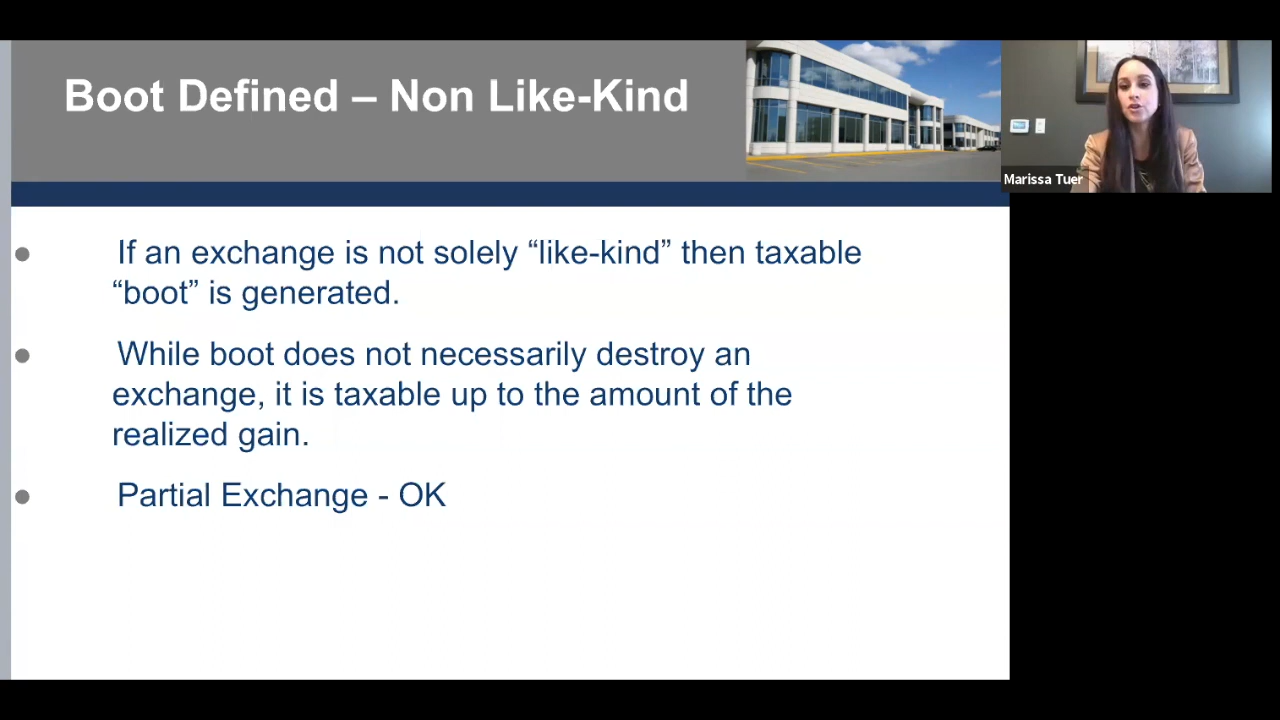 Boot Defined – Non Like-Kind
Marissa Tuer
● If an exchange is not solely “like-kind” then taxable
“boot” is generated.
● While boot does not necessarily destroy an
exchange, it is taxable up to the amount of the
realized gain.
● Partial Exchange - OK